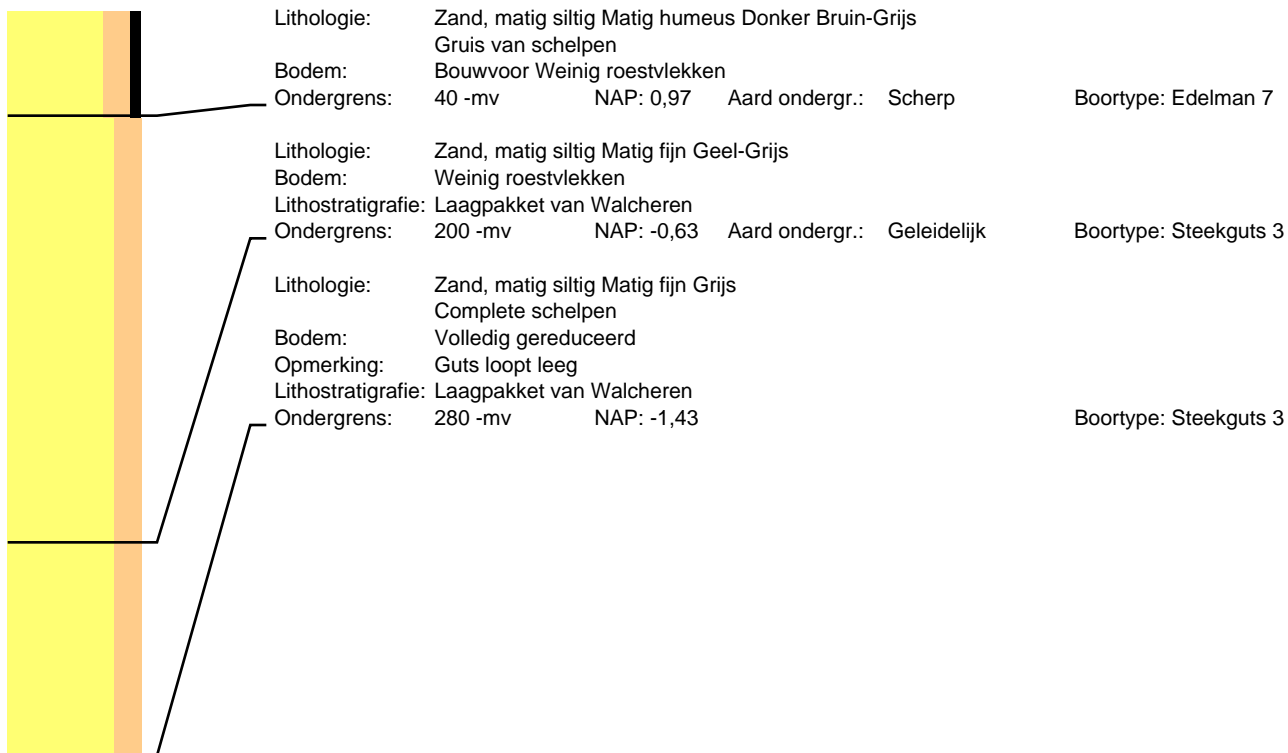 Lithologie: Zand, matig siltig Matig humeus Donker Bruin-Grijs
Gruis van schelpen
Bodem: Bouwvoor Weinig roestvlekken
Ondergrens: 40 -mv NAP: 0,97 Aard ondergr.: Scherp Boortype: Edelman 7
Lithologie: Zand, matig siltig Matig fijn Geel-Grijs
Bodem: Weinig roestvlekken
Lithostratigrafie: Laagpakket van Walcheren
Ondergrens: 200 -mv NAP: -0,63 Aard ondergr.: Geleidelijk Boortype: Steekguts 3
Lithologie: Zand, matig siltig Matig fijn Grijs
Complete schelpen
Bodem: Volledig gereduceerd
Opmerking: Guts loopt leeg
Lithostratigrafie: Laagpakket van Walcheren
Ondergrens: 280 -mv NAP: -1,43 Boortype: Steekguts 3